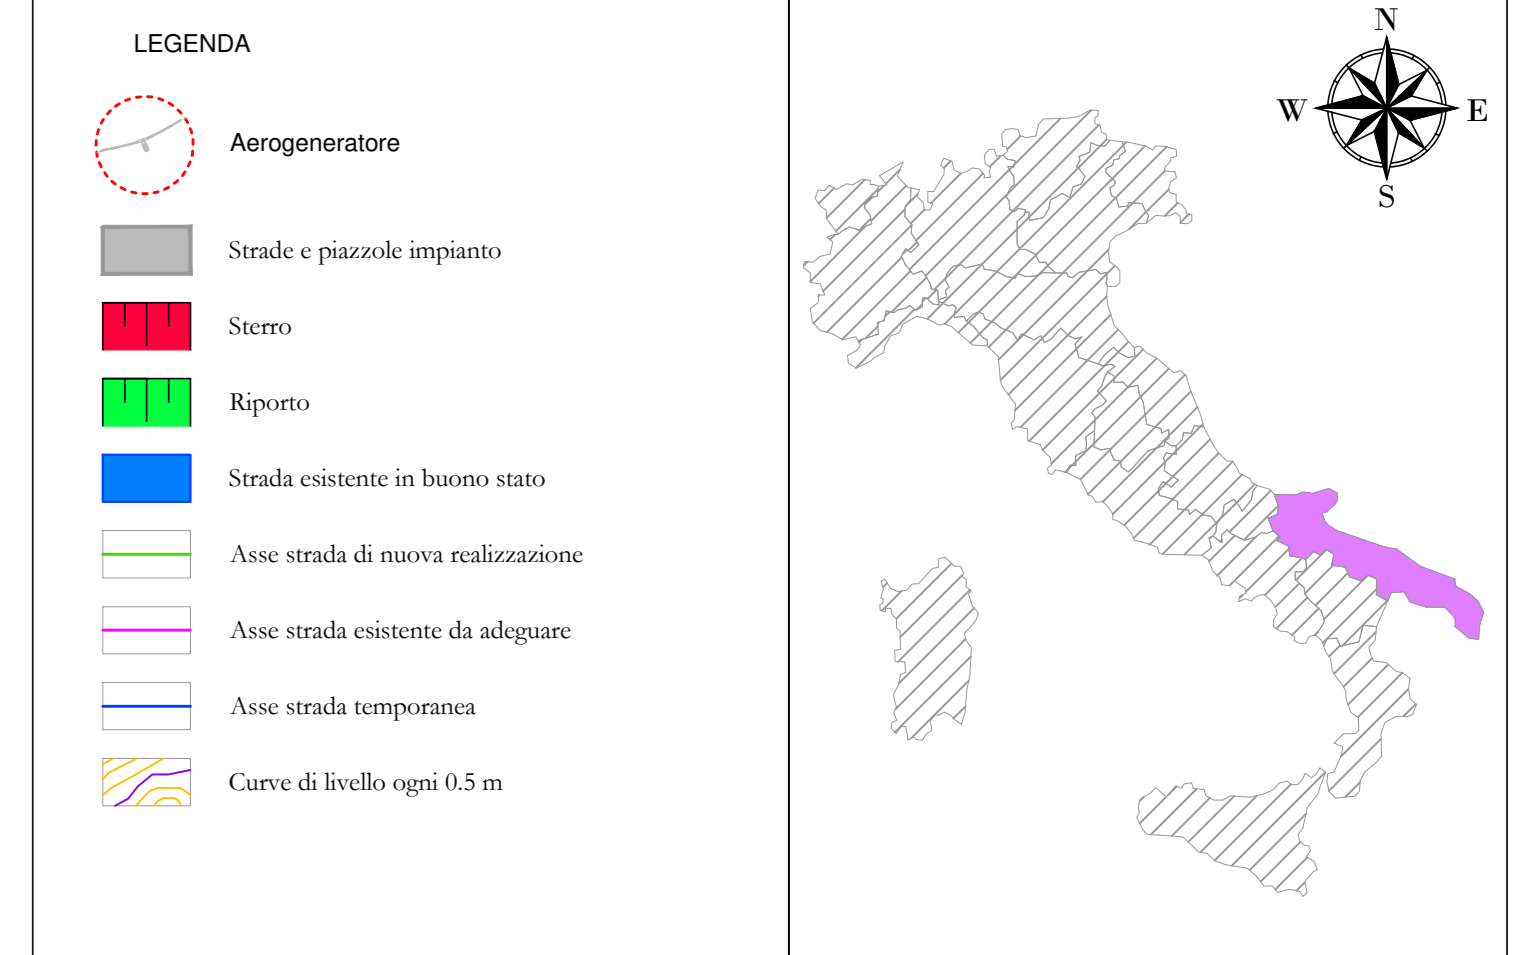 LEGENDA
Aerogeneratore
Strade e piazzole impianto
Sterro
Riporto
Strada esistente in buono stato
Asse strada di nuova realizzazione
Asse strada esistente da adeguare
Asse strada temporanea
Curve di livello ogni 0.5 m
N
W
E
S